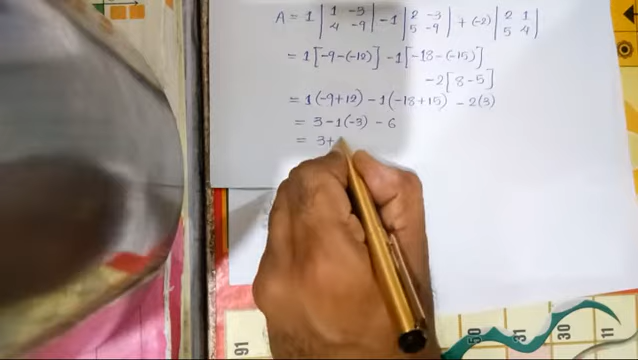 A = 1 | 1 -3 | -1 | 2 -3 | + (-2) | 2 1 |
| 4 -9 | | 5 -9 | | 5 4 |
= 1[-9-(-12)] - 1[-18-(-15)]
-2[8-5]
= 1(-9+12) - 1(-18+15) - 2(3)
= 3-1(-3) - 6
= 3+
91
50
51
30
11